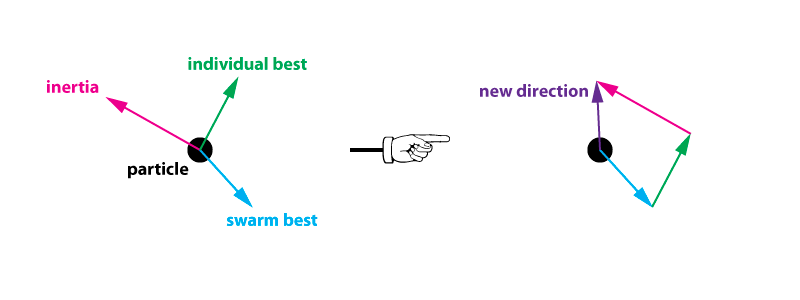 individual best
inertia
particle
swarm best
new direction